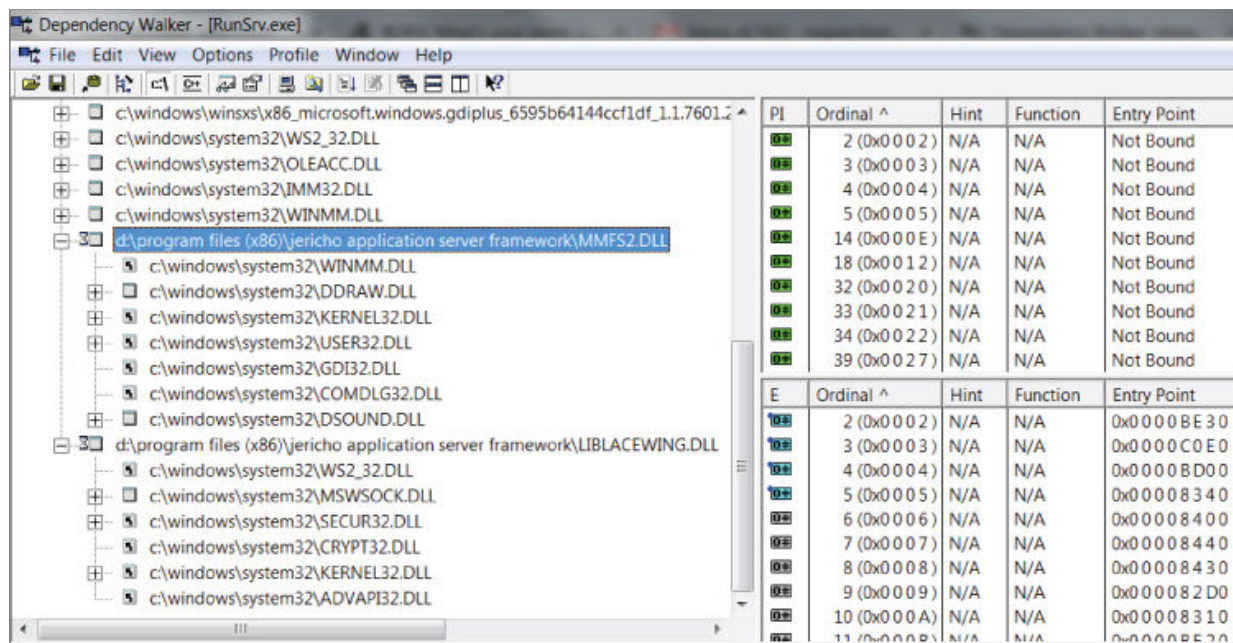 Dependency Walker - [RunSrv.exe]
File Edit View Options Profile Window Help
c:\windows\winsxs\x86_microsoft.windows.gdiplus_6595b64144ccf1df_1.1.7601.2
c:\windows\system32\WS2_32.DLL
c:\windows\system32\OLEACC.DLL
c:\windows\system32\IMM32.DLL
c:\windows\system32\WINMM.DLL
d:\program files (x86)\jericho application server framework\MMFS2.DLL
c:\windows\system32\WINMM.DLL
c:\windows\system32\DDRAW.DLL
c:\windows\system32\KERNEL32.DLL
c:\windows\system32\USER32.DLL
c:\windows\system32\GDI32.DLL
c:\windows\system32\COMDLG32.DLL
c:\windows\system32\DSOUND.DLL
d:\program files (x86)\jericho application server framework\LIBLACEWING.DLL
c:\windows\system32\WS2_32.DLL
c:\windows\system32\MSWSOCK.DLL
c:\windows\system32\SECUR32.DLL
c:\windows\system32\CRYPT32.DLL
c:\windows\system32\KERNEL32.DLL
c:\windows\system32\ADVAPI32.DLL
PI Ordinal ^ Hint Function Entry Point
2 (0x0002) N/A N/A Not Bound
3 (0x0003) N/A N/A Not Bound
4 (0x0004) N/A N/A Not Bound
5 (0x0005) N/A N/A Not Bound
14 (0x000E) N/A N/A Not Bound
18 (0x0012) N/A N/A Not Bound
32 (0x0020) N/A N/A Not Bound
33 (0x0021) N/A N/A Not Bound
34 (0x0022) N/A N/A Not Bound
39 (0x0027) N/A N/A Not Bound
E Ordinal ^ Hint Function Entry Point
2 (0x0002) N/A N/A 0x0000BE30
3 (0x0003) N/A N/A 0x0000C0E0
4 (0x0004) N/A N/A 0x0000BD00
5 (0x0005) N/A N/A 0x00008340
6 (0x0006) N/A N/A 0x00008400
7 (0x0007) N/A N/A 0x00008440
8 (0x0008) N/A N/A 0x00008430
9 (0x0009) N/A N/A 0x000082D0
10 (0x000A) N/A N/A 0x00008310
11 (0x000B) N/A N/A